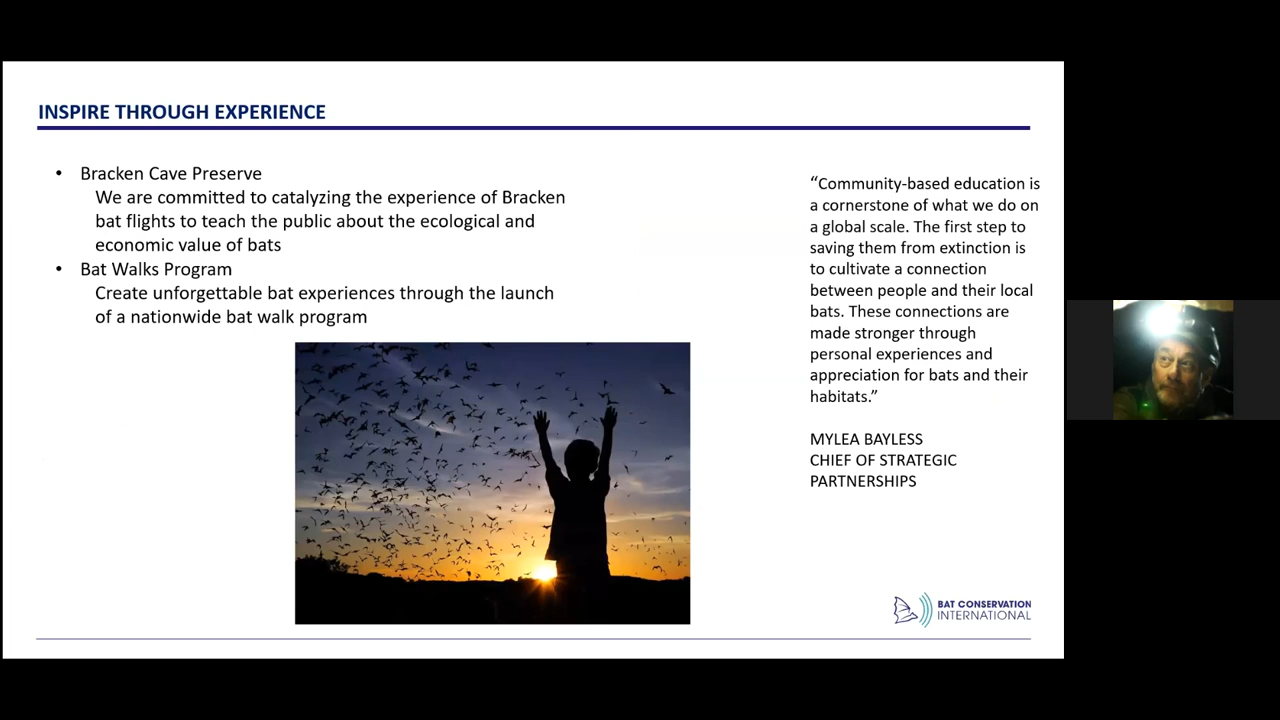 INSPIRE THROUGH EXPERIENCE
• Bracken Cave Preserve
We are committed to catalyzing the experience of Bracken
bat flights to teach the public about the ecological and
economic value of bats
• Bat Walks Program
Create unforgettable bat experiences through the launch
of a nationwide bat walk program
“Community-based education is
a cornerstone of what we do on
a global scale. The first step to
saving them from extinction is
to cultivate a connection
between people and their local
bats. These connections are
made stronger through
personal experiences and
appreciation for bats and their
habitats.”
MYLEA BAYLESS
CHIEF OF STRATEGIC
PARTNERSHIPS
BAT CONSERVATION
INTERNATIONAL